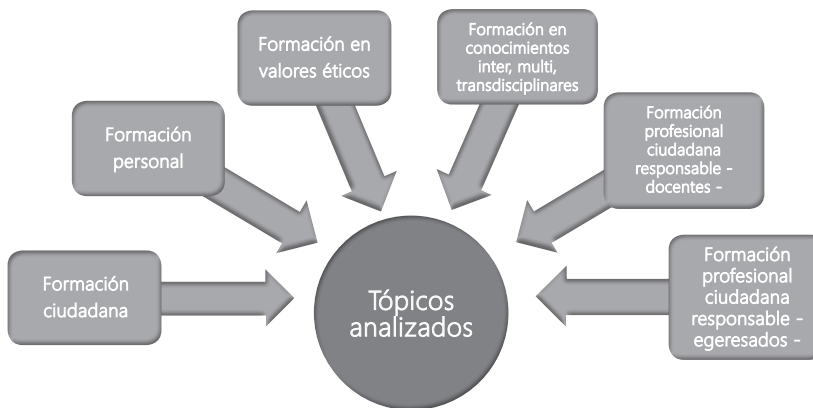 Formación
ciudadana
Formación
personal
Formación en
valores éticos
Formación en
conocimientos
inter, multi,
transdisciplinares
Formación
profesional
ciudadana
responsable -
docentes -
Formación
profesional
ciudadana
responsable -
egeresados -
Tópicos
analizados